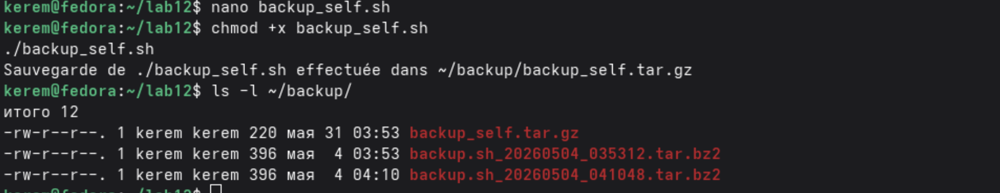 kerem@fedora:~/lab12$ nano backup_self.sh
kerem@fedora:~/lab12$ chmod +x backup_self.sh
./backup_self.sh
Sauvegarde de ./backup_self.sh effectuée dans ~/backup/backup_self.tar.gz
kerem@fedora:~/lab12$ ls -l ~/backup/
итого 12
-rw-r--r--. 1 kerem kerem 220 мая 31 03:53 backup_self.tar.gz
-rw-r--r--. 1 kerem kerem 396 мая  4 03:53 backup.sh_20260504_035312.tar.bz2
-rw-r--r--. 1 kerem kerem 396 мая  4 04:10 backup.sh_20260504_041048.tar.bz2
kerem@fedora:~/lab12$